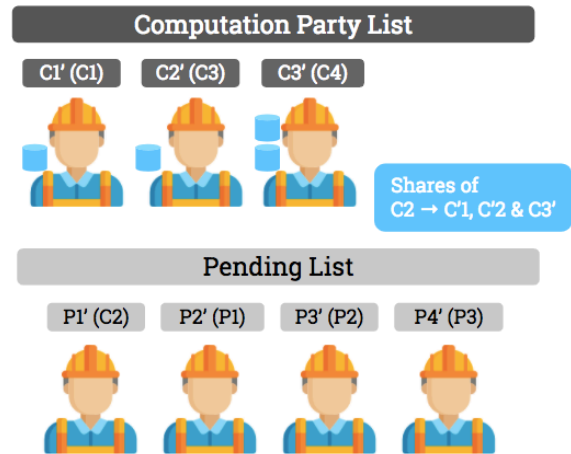 Computation Party List
C1' (C1) C2' (C3) C3' (C4)
Shares of
C2 → C'1, C'2 & C3'
Pending List
P1' (C2) P2' (P1) P3' (P2) P4' (P3)